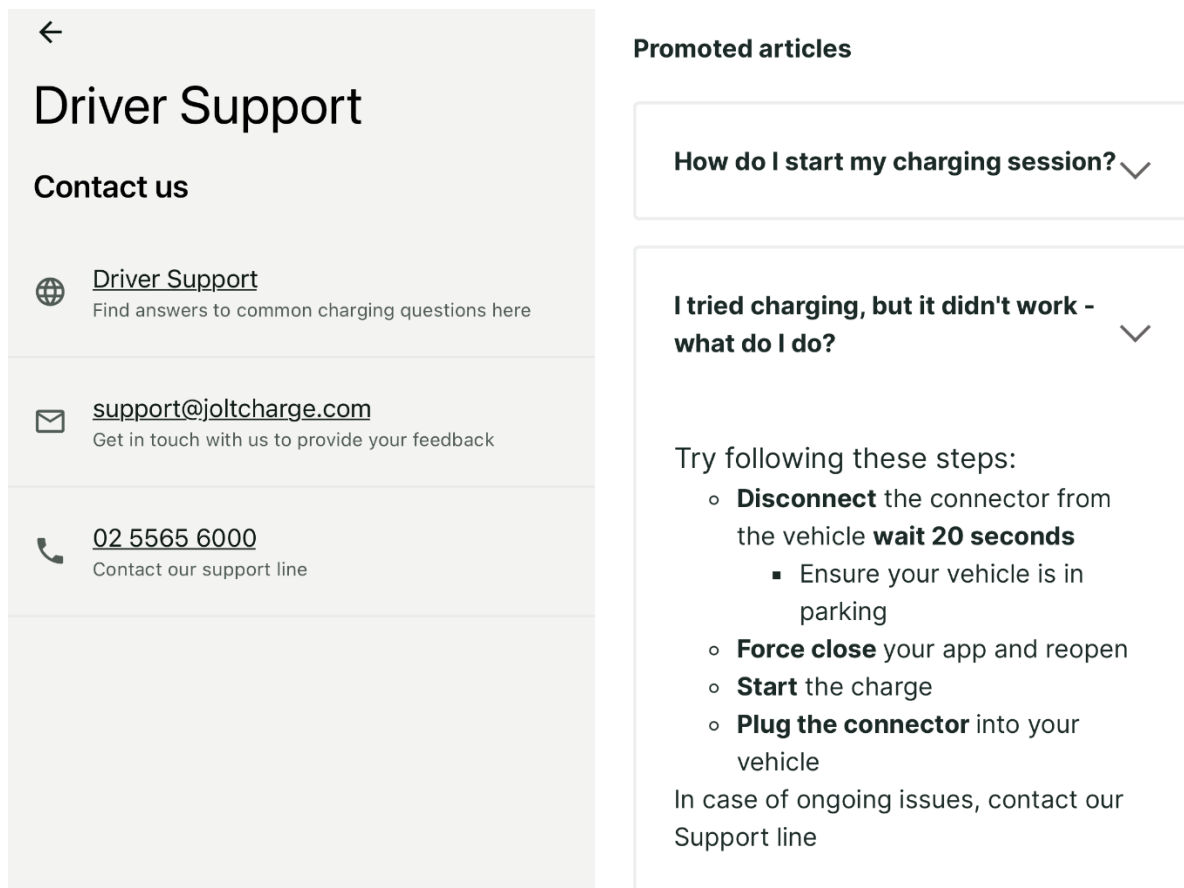 Driver Support
Contact us
Driver Support
Find answers to common charging questions here
support@joltcharge.com
Get in touch with us to provide your feedback
02 5565 6000
Contact our support line
Promoted articles
How do I start my charging session?
I tried charging, but it didn't work -
what do I do?
Try following these steps:
Disconnect the connector from
the vehicle wait 20 seconds
Ensure your vehicle is in
parking
Force close your app and reopen
Start the charge
Plug the connector into your
vehicle
In case of ongoing issues, contact our
Support line